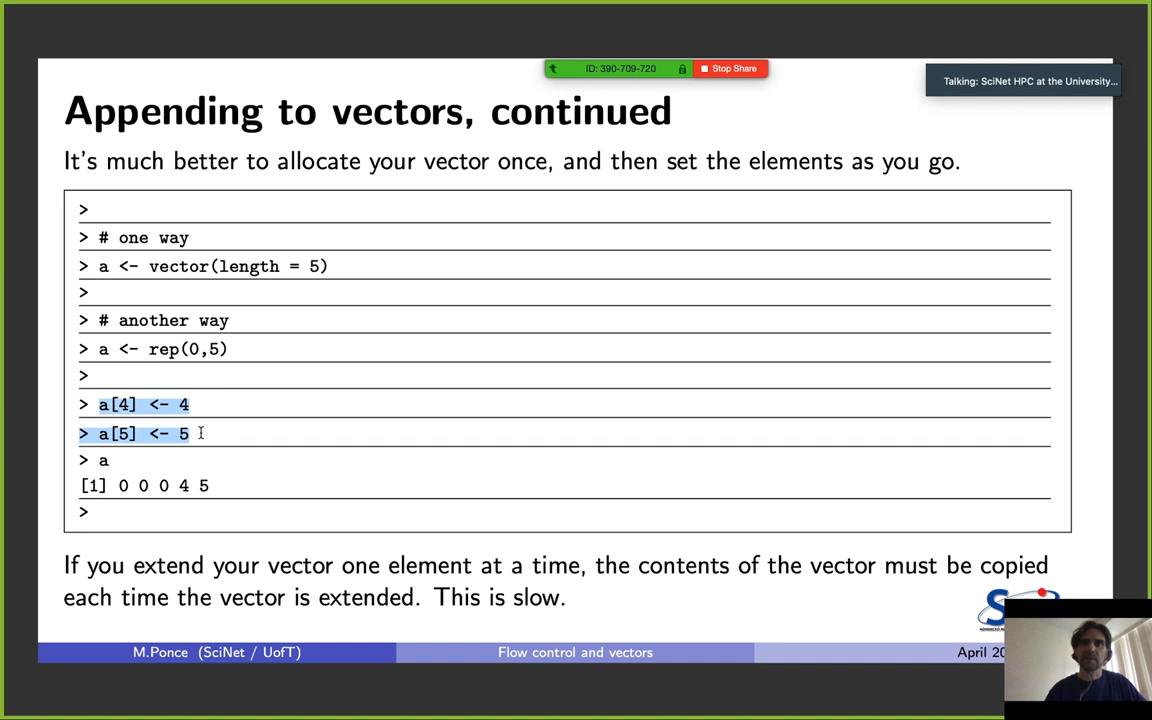 ID: 390-709-720
Stop Share
Talking: SciNet HPC at the University...
Appending to vectors, continued
It's much better to allocate your vector once, and then set the elements as you go.
>
> # one way
> a <- vector(length = 5)
>
> # another way
> a <- rep(0,5)
>
> a[4] <- 4
> a[5] <- 5
> a
[1] 0 0 0 4 5
>
If you extend your vector one element at a time, the contents of the vector must be copied
each time the vector is extended. This is slow.
M.Ponce (SciNet / UofT)
Flow control and vectors
April 20